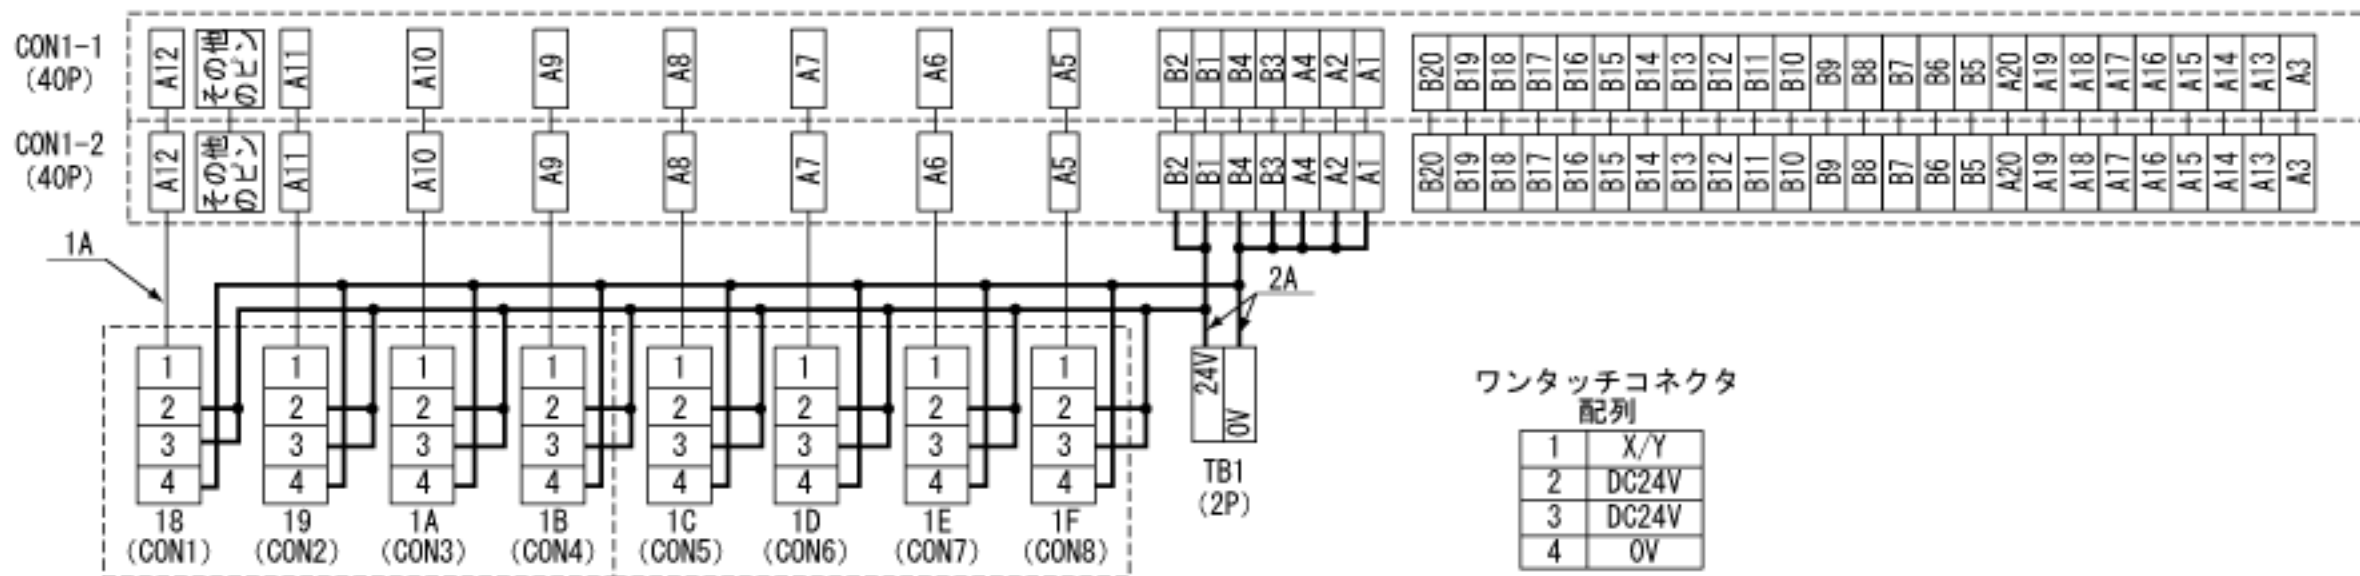 CON1-1
(40P)
A12
その他
のピン
A11
A10
A9
A8
A7
A6
A5
B2
B1
B4
B3
A4
A2
A1
B20
B19
B18
B17
B16
B15
B14
B13
B12
B11
B10
B9
B8
B7
B6
B5
A20
A19
A18
A17
A16
A15
A14
A13
A3
CON1-2
(40P)
A12
その他
のピン
A11
A10
A9
A8
A7
A6
A5
B2
B1
B4
B3
A4
A2
A1
B20
B19
B18
B17
B16
B15
B14
B13
B12
B11
B10
B9
B8
B7
B6
B5
A20
A19
A18
A17
A16
A15
A14
A13
A3
1A
2A
1
2
3
4
18
(CON1)
1
2
3
4
19
(CON2)
1
2
3
4
1A
(CON3)
1
2
3
4
1B
(CON4)
1
2
3
4
1C
(CON5)
1
2
3
4
1D
(CON6)
1
2
3
4
1E
(CON7)
1
2
3
4
1F
(CON8)
24V
0V
TB1
(2P)
ワンタッチコネクタ
配列
1 X/Y
2 DC24V
3 DC24V
4 0V